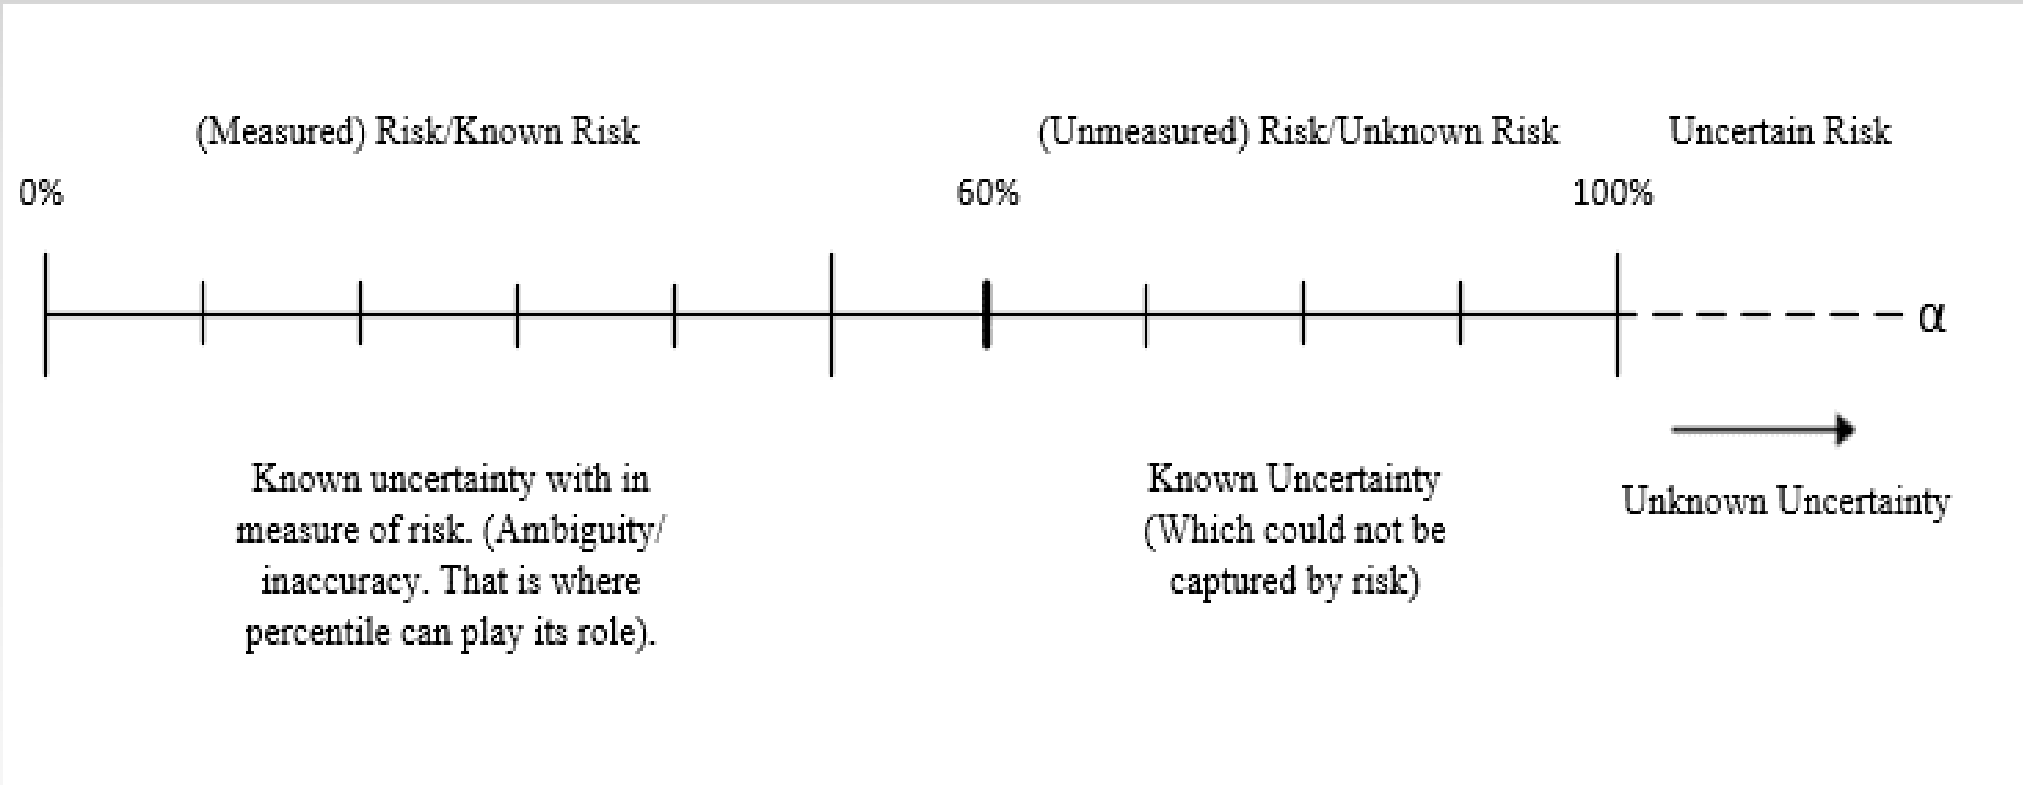 (Measured) Risk/Known Risk
(Unmeasured) Risk/Unknown Risk
Uncertain Risk
0%
60%
100%
α
Known uncertainty with in
measure of risk. (Ambiguity/
inaccuracy. That is where
percentile can play its role).
Known Uncertainty
(Which could not be
captured by risk)
Unknown Uncertainty